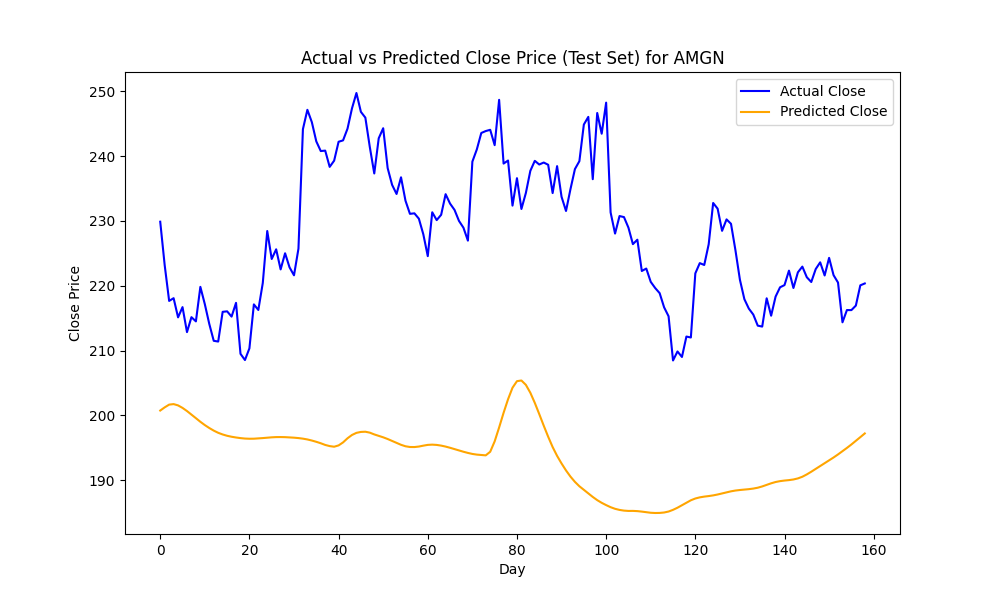 Actual vs Predicted Close Price (Test Set) for AMGN
Actual Close
Predicted Close
Close Price
250
240
230
220
210
200
190
0 20 40 60 80 100 120 140 160
Day